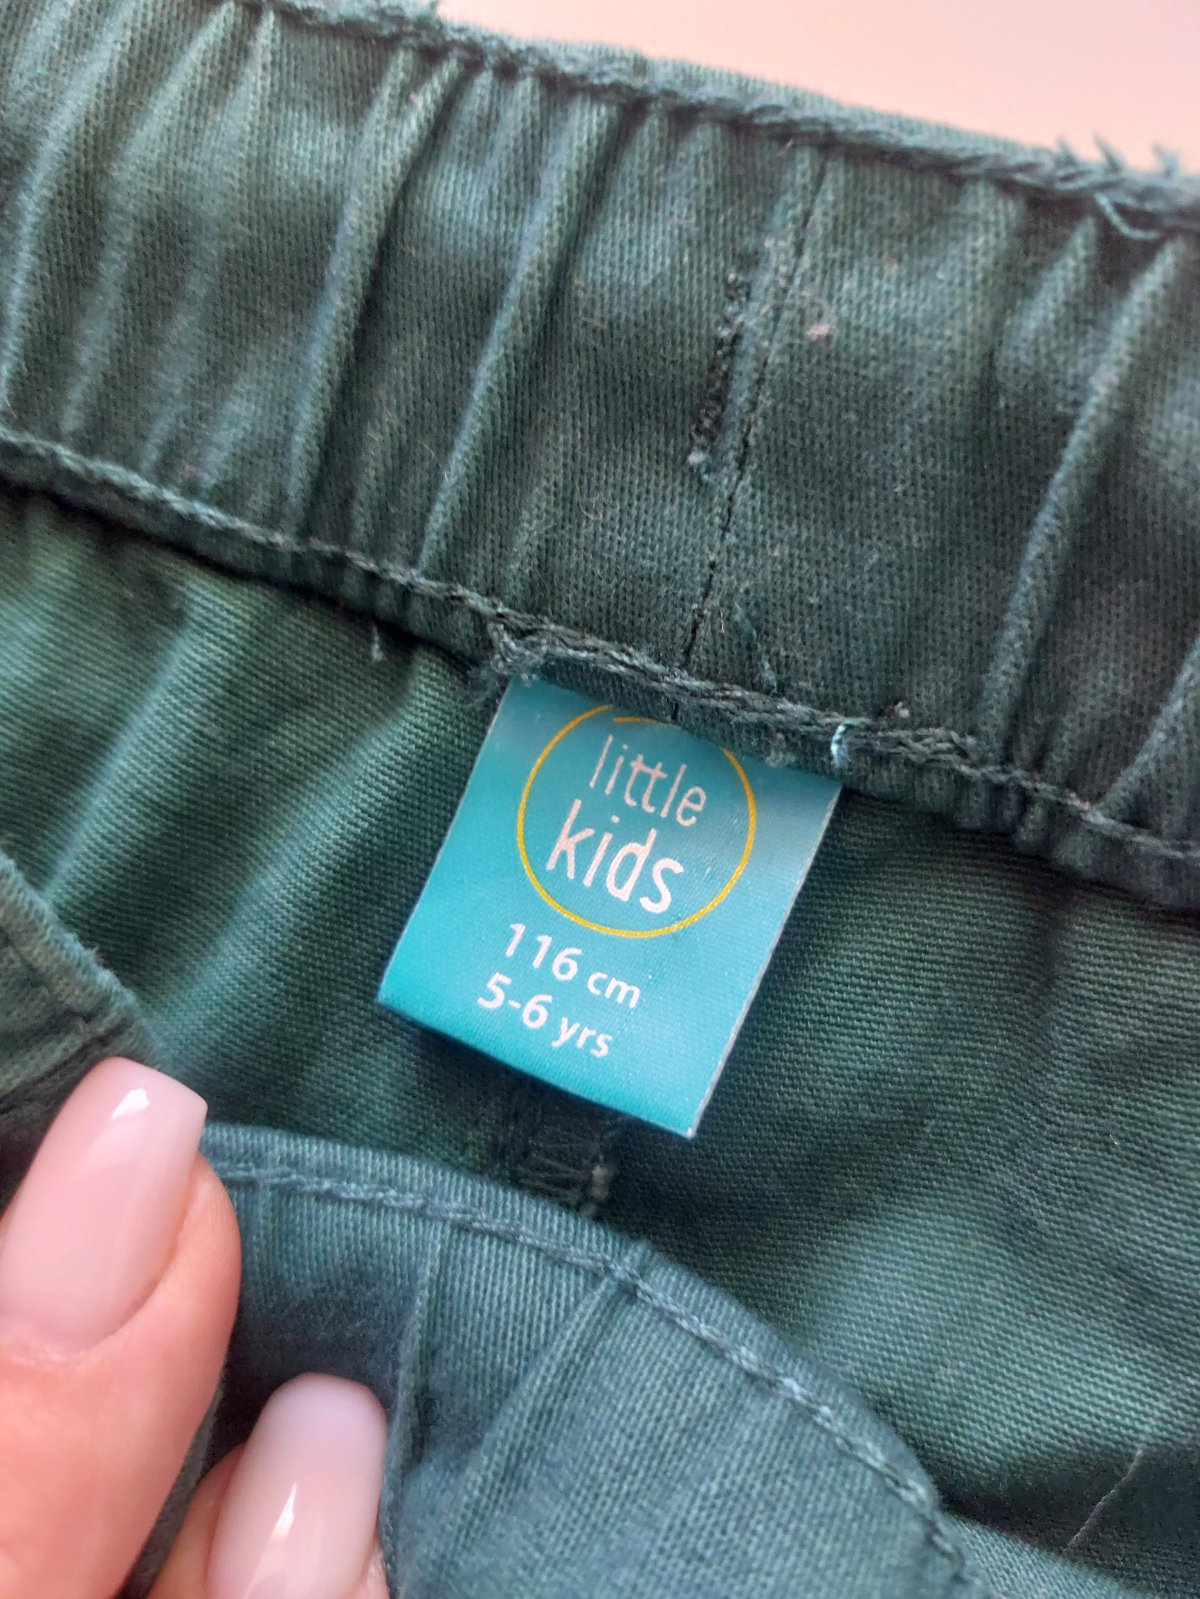 little
kids
116 cm
5-6 yrs